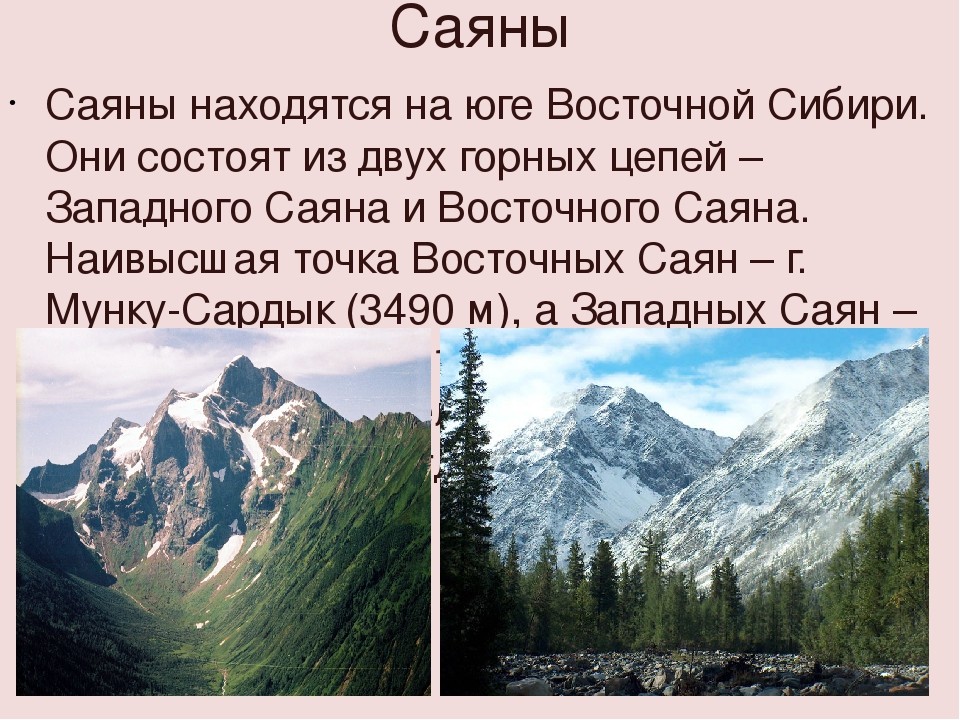 Саяны
• Саяны находятся на юге Восточной Сибири.
Они состоят из двух горных цепей –
Западного Саяна и Восточного Саяна.
Наивысшая точка Восточных Саян – г.
Мунку-Сардык (3490 м), а Западных Саян –